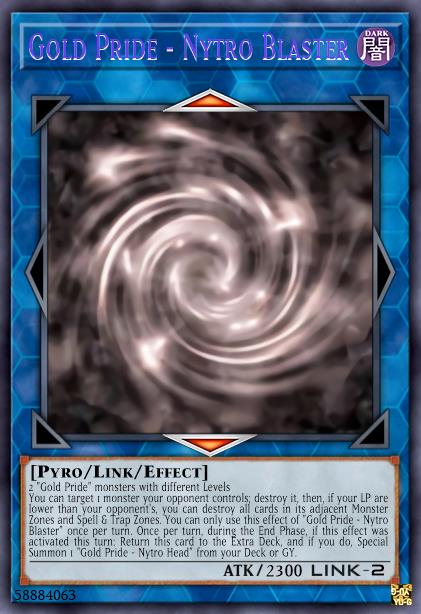 GOLD PRIDE - NYTRO BLASTER
DARK
闇
[PYRO/LINK/EFFECT]
2 "Gold Pride" monsters with different Levels
You can target 1 monster your opponent controls; destroy it, then, if your LP are
lower than your opponent's, you can destroy all cards in its adjacent Monster
Zones and Spell & Trap Zones. You can only use this effect of "Gold Pride - Nytro
Blaster" once per turn. Once per turn, during the End Phase, if this effect was
activated this turn: Return this card to the Extra Deck, and if you do, Special
Summon 1 "Gold Pride - Nytro Head" from your Deck or GY.
ATK/2300 LINK-2
58884063